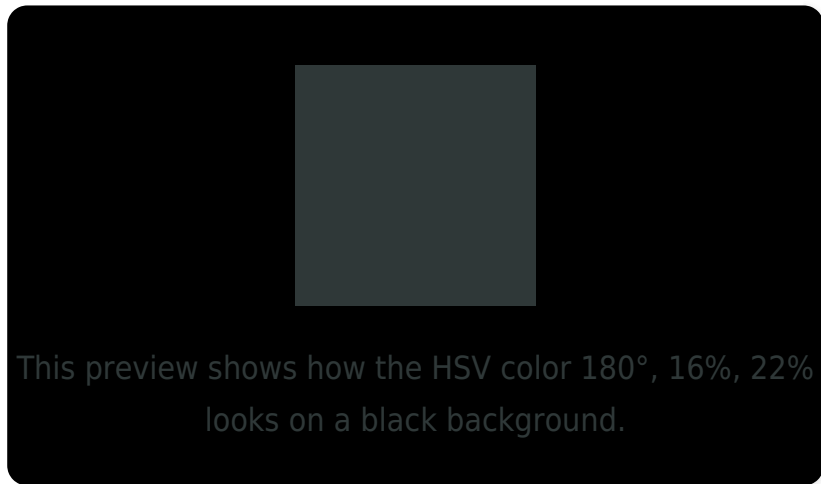 This preview shows how the HSV color 180°, 16%, 22%
looks on a black background.